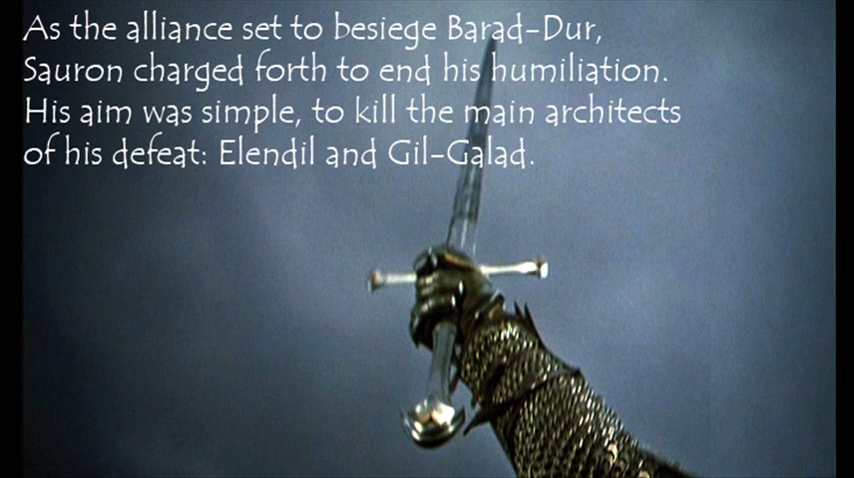 As the alliance set to besiege Barad-Dur,
Sauron charged forth to end his humiliation.
His aim was simple, to kill the main architects
of his defeat: Elendil and Gil-Galad.